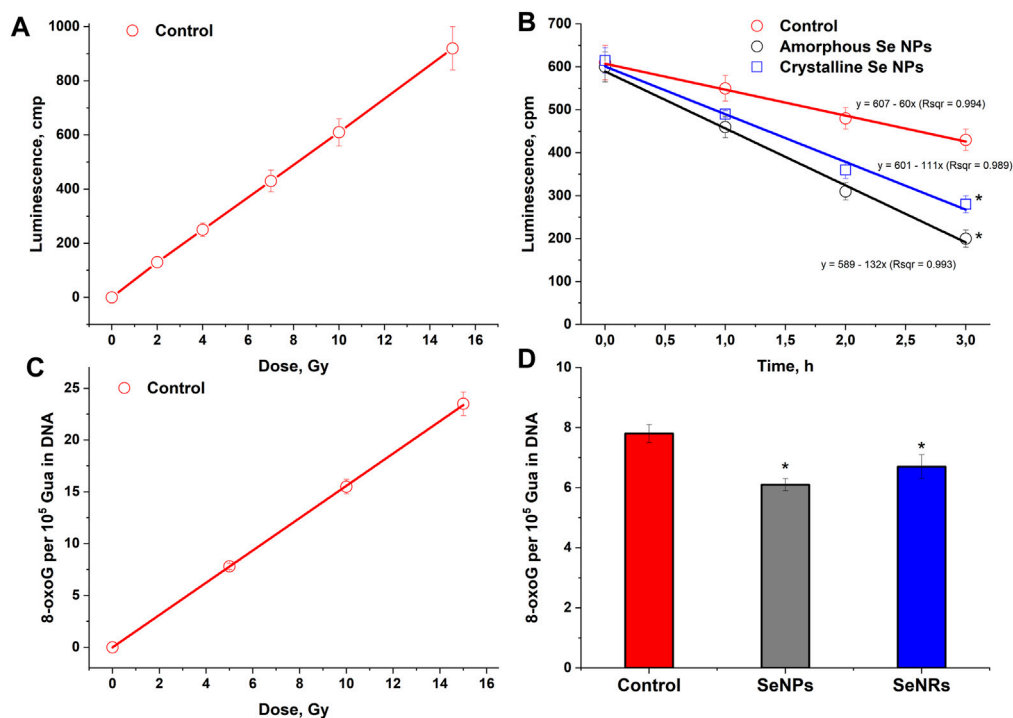 A
Control
Luminescence, cmp
1000
800
600
400
200
0
0 2 4 6 8 10 12 14 16
Dose, Gy
B
Control
Amorphous Se NPs
Crystalline Se NPs
Luminescence, cpm
700
600
500
400
300
200
100
0
y = 607 - 60x (Rsqr = 0.994)
y = 601 - 111x (Rsqr = 0.989)
*
*
y = 589 - 132x (Rsqr = 0.993)
0,0 0,5 1,0 1,5 2,0 2,5 3,0
Time, h
C
Control
8-oxoG per 10⁵ Gua in DNA
25
20
15
10
5
0
0 2 4 6 8 10 12 14 16
Dose, Gy
D
8-oxoG per 10⁵ Gua in DNA
10
8
6
4
2
0
*
*
Control SeNPs SeNRs